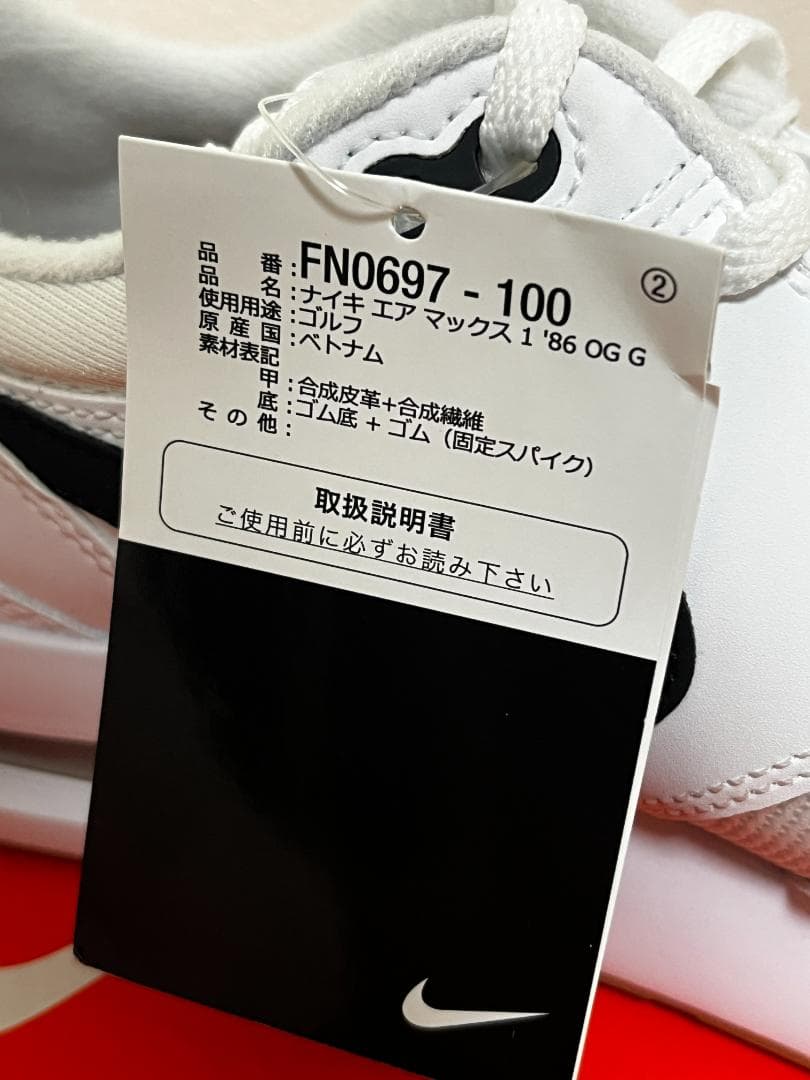 ②
品番:FN0697 - 100
品名:ナイキ エア マックス 1 '86 OG G
使用用途:ゴルフ
原産国:ベトナム
素材表記
甲:合成皮革+合成繊維
底:ゴム底 + ゴム (固定スパイク)
その他:
取扱説明書
ご使用前に必ずお読み下さい